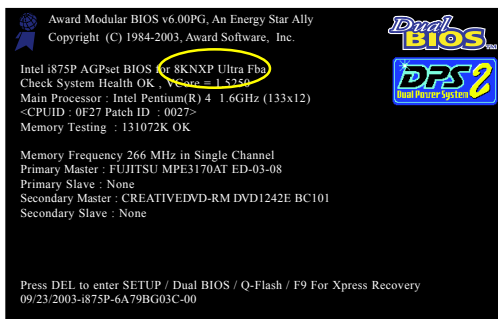 Award Modular BIOS v6.00PG, An Energy Star Ally
Copyright (C) 1984-2003, Award Software, Inc.
Dual BIOS TM
Intel i875P AGPset BIOS for 8KNXP Ultra Fba
Check System Health OK , VCore = 1.5250
Main Processor : Intel Pentium(R) 4 1.6GHz (133x12)
<CPUID : 0F27 Patch ID : 0027>
Memory Testing : 131072K OK
DPS 2
Dual Power System
Memory Frequency 266 MHz in Single Channel
Primary Master : FUJITSU MPE3170AT ED-03-08
Primary Slave : None
Secondary Master : CREATIVEDVD-RM DVD1242E BC101
Secondary Slave : None
Press DEL to enter SETUP / Dual BIOS / Q-Flash / F9 For Xpress Recovery
09/23/2003-i875P-6A79BG03C-00